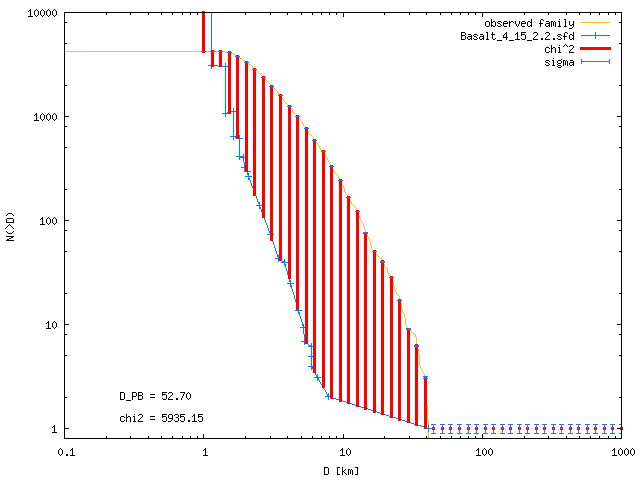 10000
1000
100
10
1
N(>D)
observed family
Basalt_4_15_2.2.sfd
chi^2
sigma
D_PB = 52.70
chi2 = 5935.15
0.1 1 10 100 1000
D [km]